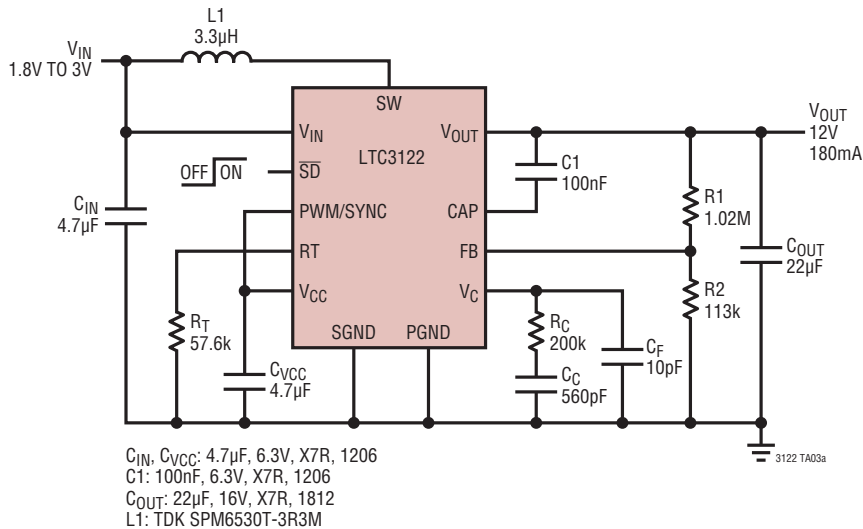 L1
3.3µH
VIN
1.8V TO 3V
SW
VIN
VOUT
LTC3122
SD
OFF ON
PWM/SYNC
CAP
RT
FB
VCC
VC
SGND
PGND
CIN
4.7µF
RT
57.6k
CVCC
4.7µF
C1
100nF
RC
200k
CC
560pF
CF
10pF
R1
1.02M
R2
113k
COUT
22µF
VOUT
12V
180mA
3122 TA03a
CIN, CVCC: 4.7µF, 6.3V, X7R, 1206
C1: 100nF, 6.3V, X7R, 1206
COUT: 22µF, 16V, X7R, 1812
L1: TDK SPM6530T-3R3M